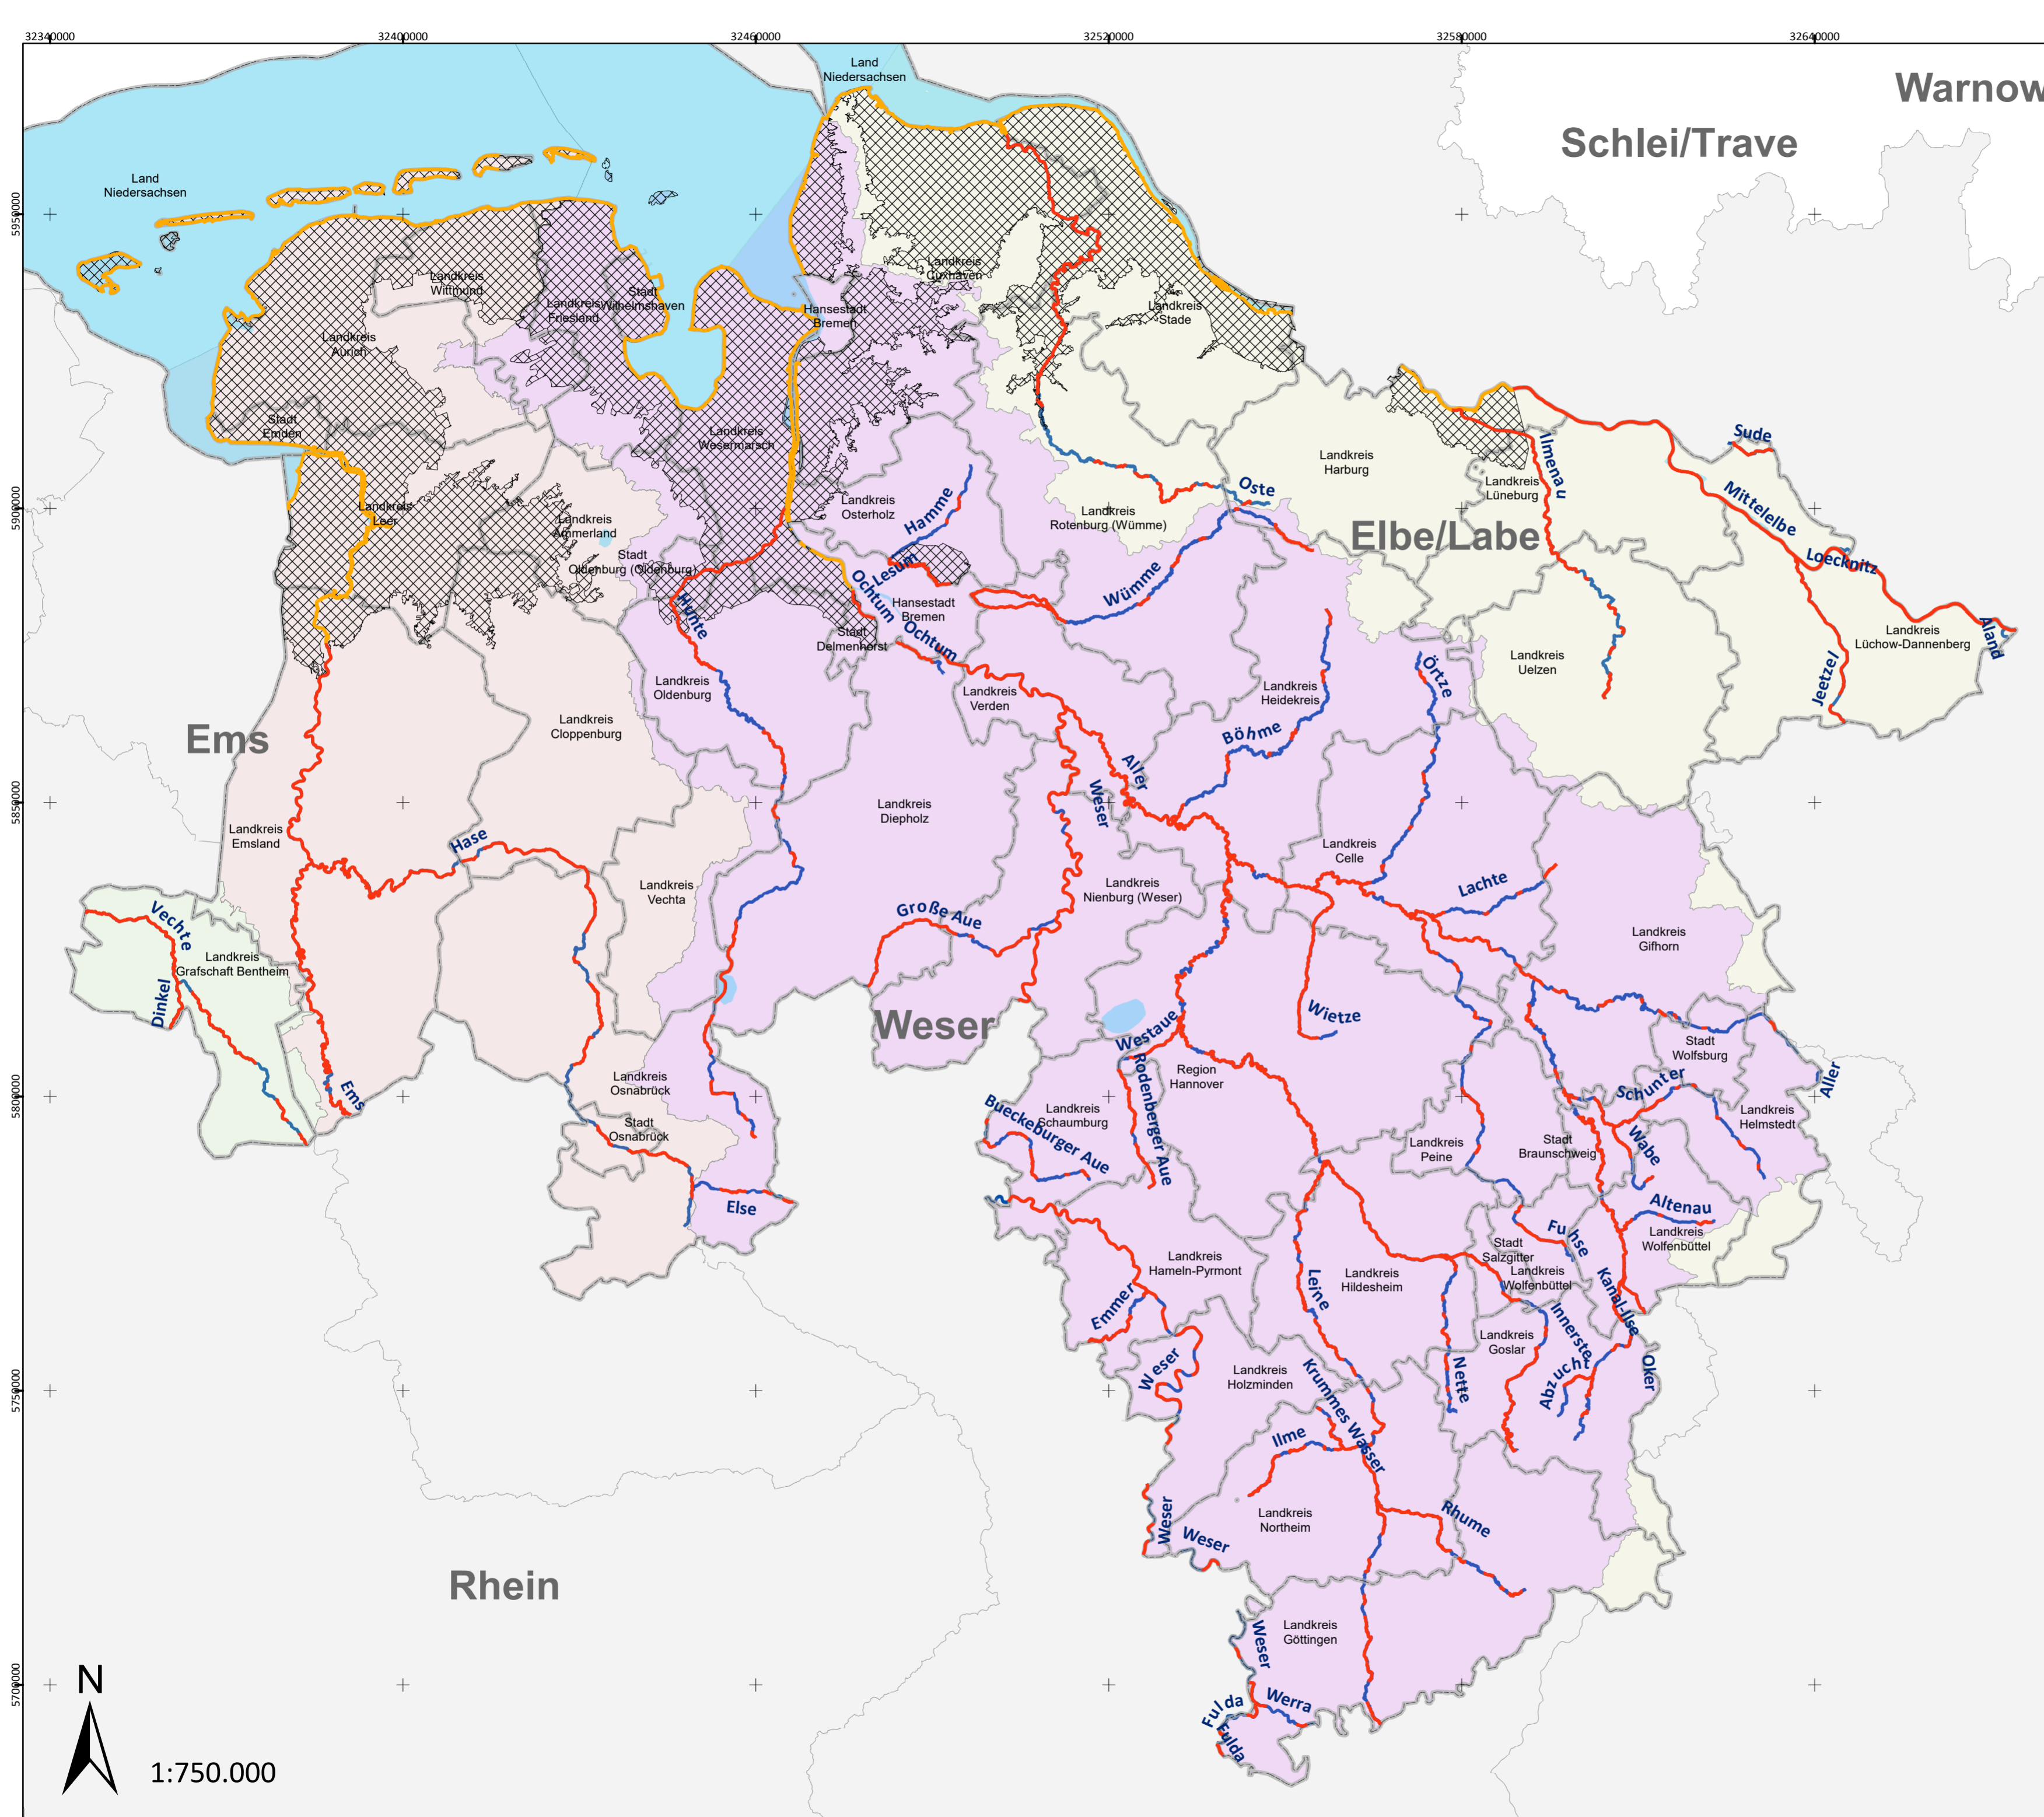 32340000
32400000
32460000
32520000
32580000
32640000
5950000
5900000
5850000
5800000
5750000
5700000
Land
Niedersachsen
Land
Niedersachsen
Warnow
Schlei/Trave
Landkreis
Wittmund
Landkreis
Friesland
Stadt
Wilhelmshaven
Landkreis
Aurich
Hansestadt
Bremen
Landkreis
Cuxhaven
Landkreis
Stade
Stadt
Emden
Landkreis
Wesermarsch
Landkreis
Leer
Landkreis
Ammerland
Stadt
Oldenburg (Oldenburg)
Landkreis
Osterholz
Hamme
Landkreis
Rotenburg (Wümme)
Oste
Landkreis
Harburg
Elbe/Labe
Landkreis
Lüneburg
Ilmenau
Sude
Mittelelbe
Loecknitz
Aland
Landkreis
Lüchow-Dannenberg
Jeetzel
Landkreis
Uelzen
Lesum
Ochtum
Hansestadt
Bremen
Ochtum
Wümme
Stadt
Delmenhorst
Hunte
Landkreis
Oldenburg
Landkreis
Verden
Landkreis
Heidekreis
Örtze
Böhme
Aller
Weser
Ems
Landkreis
Cloppenburg
Landkreis
Emsland
Hase
Landkreis
Diepholz
Landkreis
Celle
Lachte
Landkreis
Vechta
Landkreis
Nienburg (Weser)
Große Aue
Landkreis
Gifhorn
Vechte
Landkreis
Grafschaft Bentheim
Dinkel
Ems
Weser
Westaue
Wietze
Stadt
Wolfsburg
Region
Hannover
Rodenberger Aue
Landkreis
Schaumburg
Bueckeburger Aue
Landkreis
Osnabrück
Stadt
Osnabrück
Else
Schunter
Aller
Landkreis
Helmstedt
Landkreis
Peine
Stadt
Braunschweig
Wabe
Altenau
Landkreis
Wolfenbüttel
Fuhse
Stadt
Salzgitter
Landkreis
Wolfenbüttel
Kanal-Ilse
Landkreis
Hameln-Pyrmont
Emmer
Landkreis
Hildesheim
Leine
Innerste
Landkreis
Goslar
Abzucht
Oker
Nette
Weser
Landkreis
Holzminden
Krummes Wasser
Ilme
Landkreis
Northeim
Rhume
Weser
Weser
Rhein
Landkreis
Göttingen
Weser
Werra
Fulda
Fulda
N
1:750.000